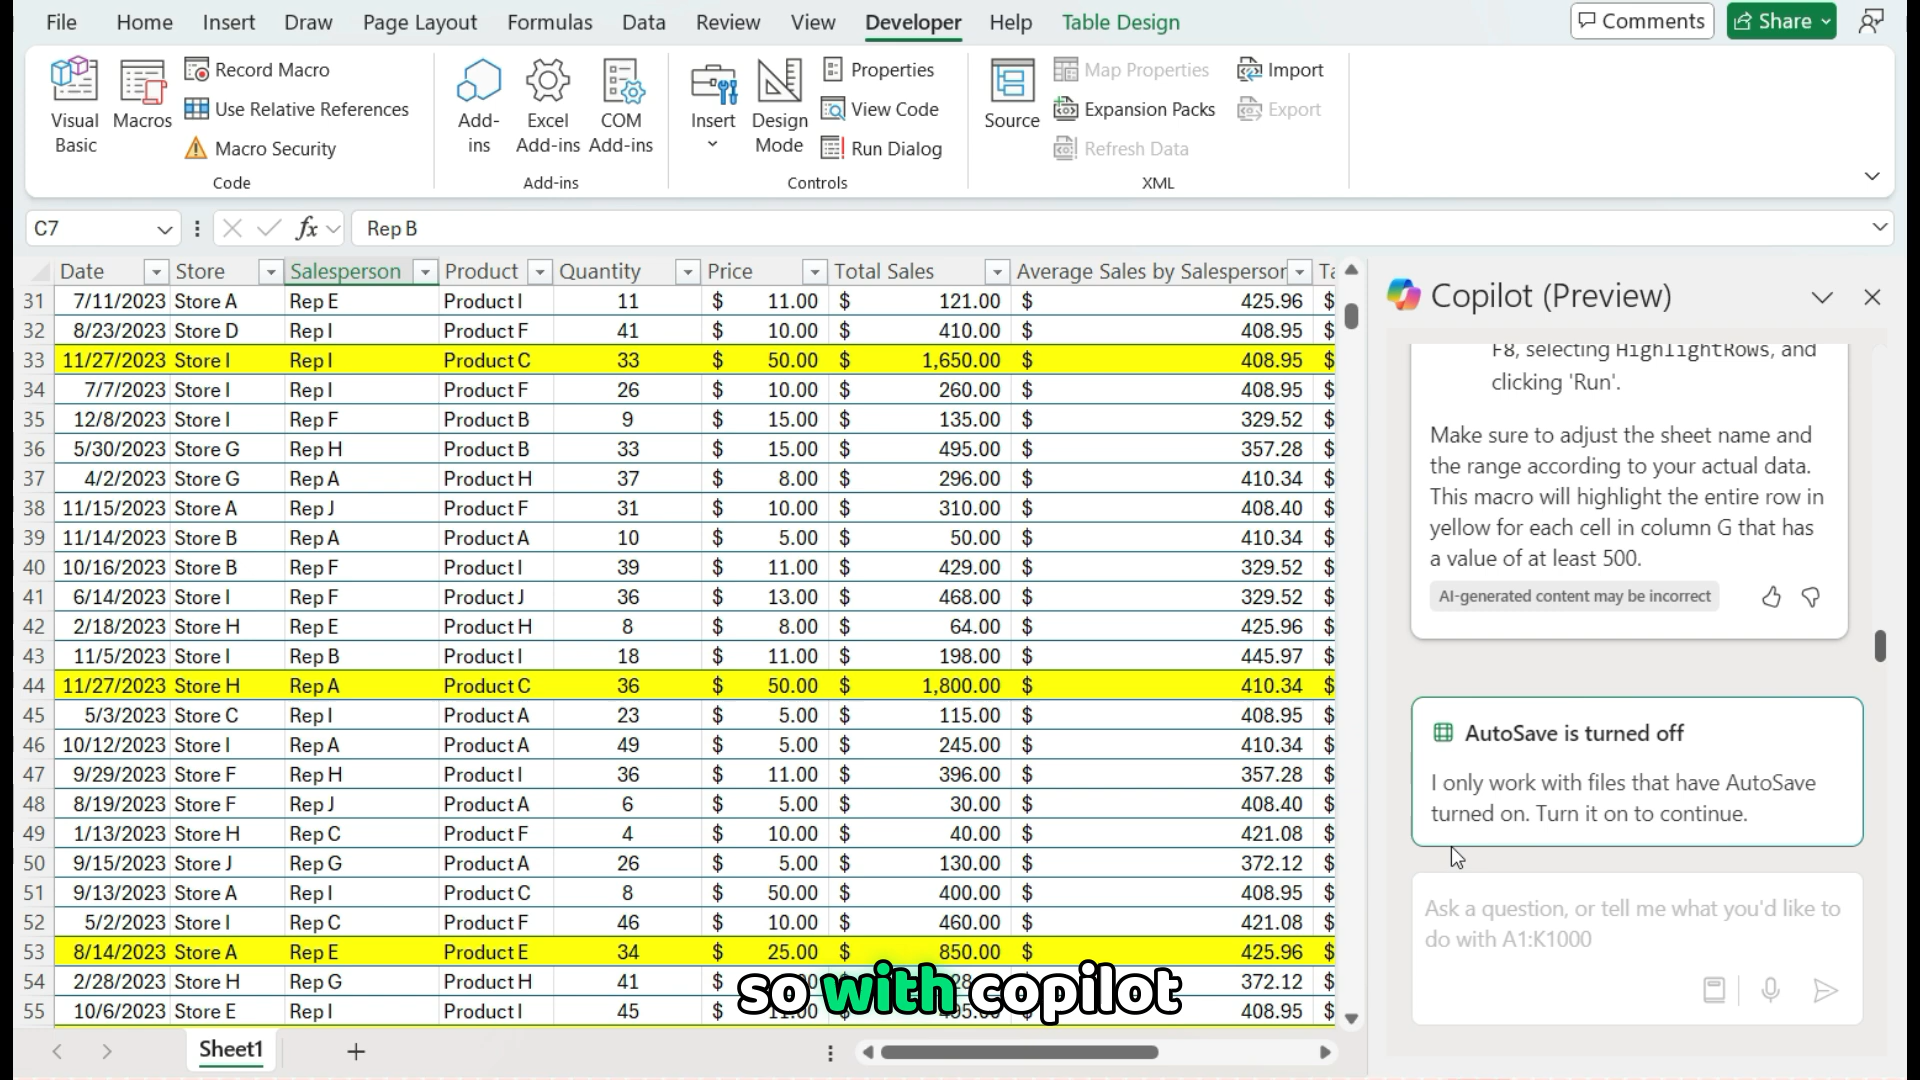 File Home Insert Draw Page Layout Formulas Data Review View Developer Help Table Design Comments Share
Visual Basic
Macros
Record Macro
Use Relative References
Macro Security
Code
Add-ins
Excel Add-ins
COM Add-ins
Add-ins
Insert
Design Mode
Properties
View Code
Run Dialog
Controls
Source
Map Properties
Expansion Packs
Refresh Data
Import
Export
XML
C7 fx Rep B
Date Store Salesperson Product Quantity Price Total Sales Average Sales by Salesperson Ta
31 7/11/2023 Store A Rep E Product I 11 $ 11.00 $ 121.00 $ 425.96 $
32 8/23/2023 Store D Rep I Product F 41 $ 10.00 $ 410.00 $ 408.95 $
33 11/27/2023 Store I Rep I Product C 33 $ 50.00 $ 1,650.00 $ 408.95 $
34 7/7/2023 Store I Rep I Product F 26 $ 10.00 $ 260.00 $ 408.95 $
35 12/8/2023 Store I Rep F Product B 9 $ 15.00 $ 135.00 $ 329.52 $
36 5/30/2023 Store G Rep H Product B 33 $ 15.00 $ 495.00 $ 357.28 $
37 4/2/2023 Store G Rep A Product H 37 $ 8.00 $ 296.00 $ 410.34 $
38 11/15/2023 Store A Rep J Product F 31 $ 10.00 $ 310.00 $ 408.40 $
39 11/14/2023 Store B Rep A Product A 10 $ 5.00 $ 50.00 $ 410.34 $
40 10/16/2023 Store B Rep F Product I 39 $ 11.00 $ 429.00 $ 329.52 $
41 6/14/2023 Store I Rep F Product J 36 $ 13.00 $ 468.00 $ 329.52 $
42 2/18/2023 Store H Rep E Product H 8 $ 8.00 $ 64.00 $ 425.96 $
43 11/5/2023 Store I Rep B Product I 18 $ 11.00 $ 198.00 $ 445.97 $
44 11/27/2023 Store H Rep A Product C 36 $ 50.00 $ 1,800.00 $ 410.34 $
45 5/3/2023 Store C Rep I Product A 23 $ 5.00 $ 115.00 $ 408.95 $
46 10/12/2023 Store I Rep A Product A 49 $ 5.00 $ 245.00 $ 410.34 $
47 9/29/2023 Store F Rep H Product I 36 $ 11.00 $ 396.00 $ 357.28 $
48 8/19/2023 Store F Rep J Product A 6 $ 5.00 $ 30.00 $ 408.40 $
49 1/13/2023 Store H Rep C Product F 4 $ 10.00 $ 40.00 $ 421.08 $
50 9/15/2023 Store J Rep G Product A 26 $ 5.00 $ 130.00 $ 372.12 $
51 9/13/2023 Store A Rep I Product C 8 $ 50.00 $ 400.00 $ 408.95 $
52 5/2/2023 Store I Rep C Product F 46 $ 10.00 $ 460.00 $ 421.08 $
53 8/14/2023 Store A Rep E Product E 34 $ 25.00 $ 850.00 $ 425.96 $
54 2/28/2023 Store H Rep G Product H 41 $ 372.12 $
55 10/6/2023 Store E Rep I Product I 45 $ 408.95 $
so with copilot
Sheet1
Copilot (Preview)
F8, selecting HighlightRows, and
clicking 'Run'.
Make sure to adjust the sheet name and
the range according to your actual data.
This macro will highlight the entire row in
yellow for each cell in column G that has
a value of at least 500.
AI-generated content may be incorrect
AutoSave is turned off
I only work with files that have AutoSave
turned on. Turn it on to continue.
Ask a question, or tell me what you'd like to
do with A1:K1000